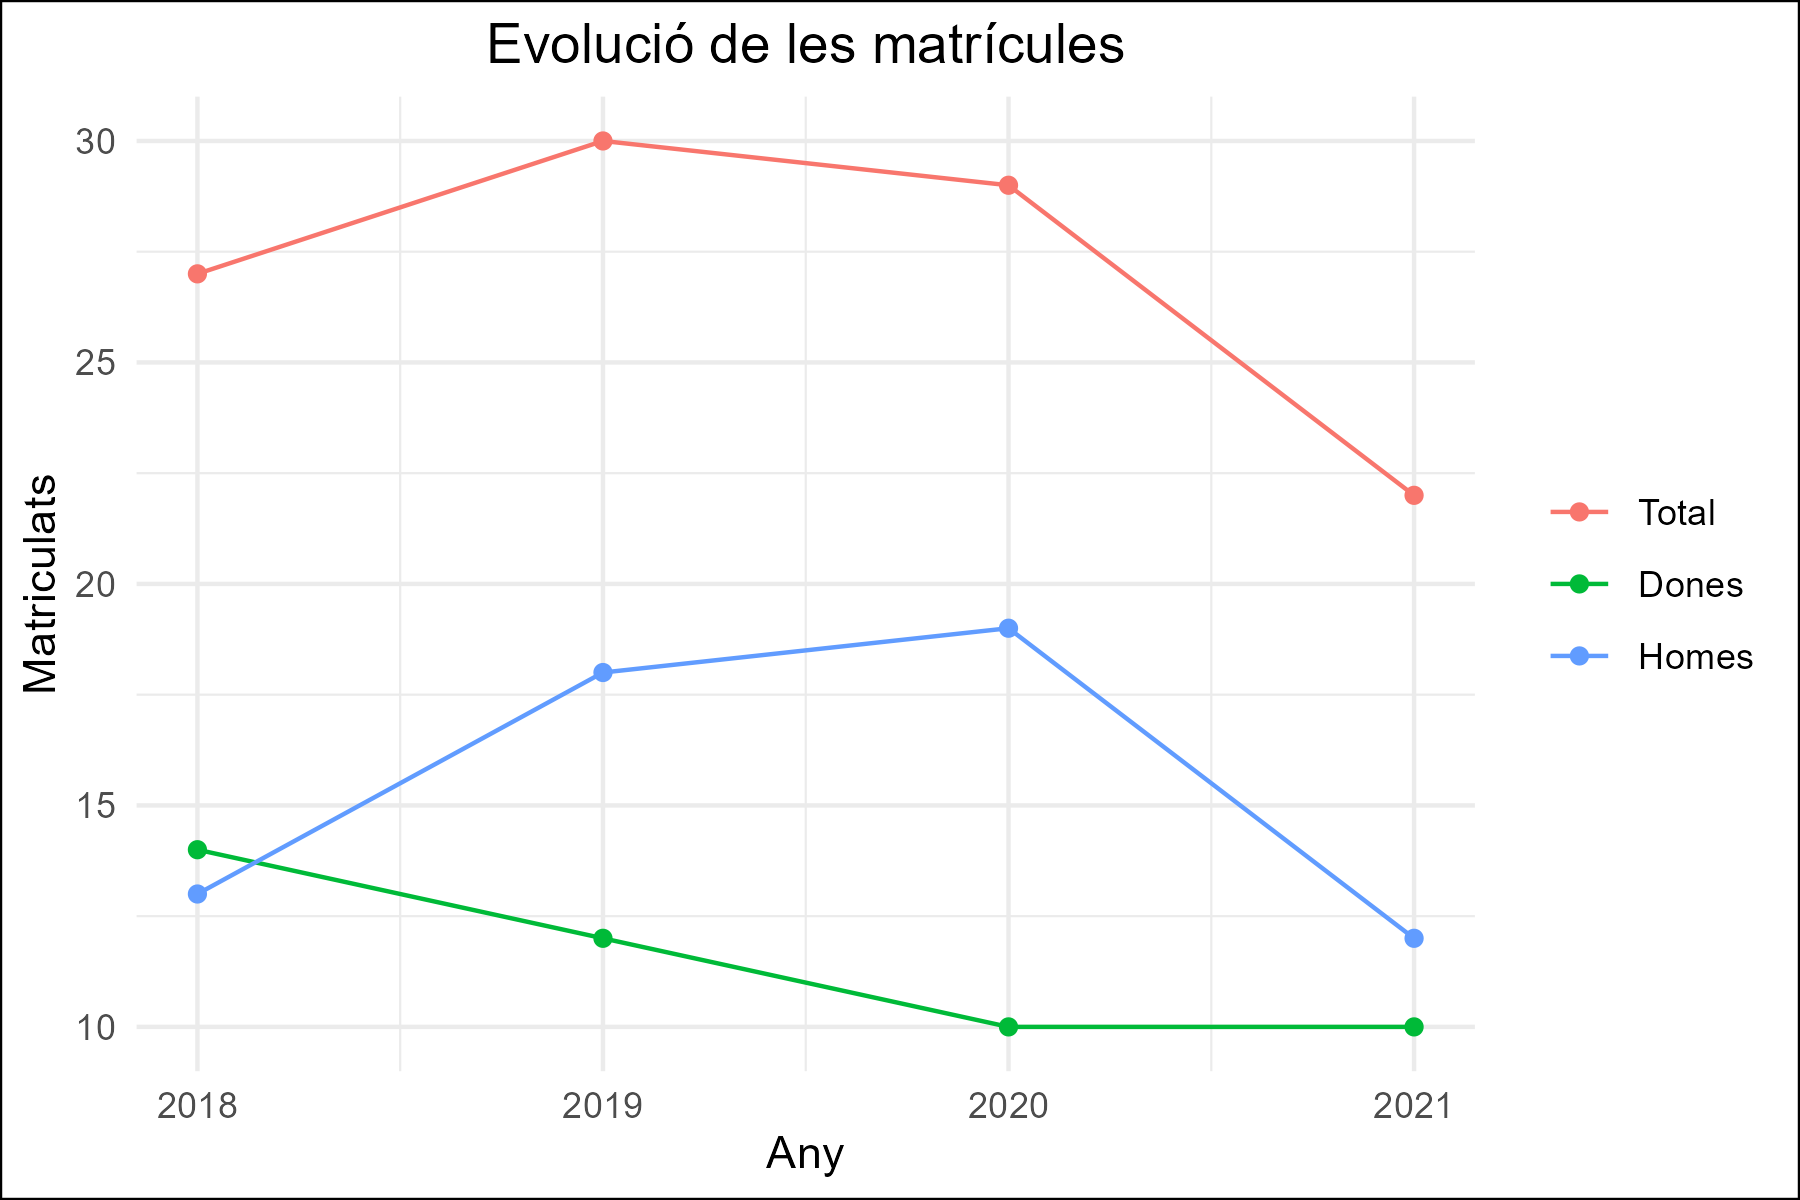 Evolució de les matrícules
Matriculats
30
25
20
15
10
2018
2019
2020
2021
Any
Total
Dones
Homes